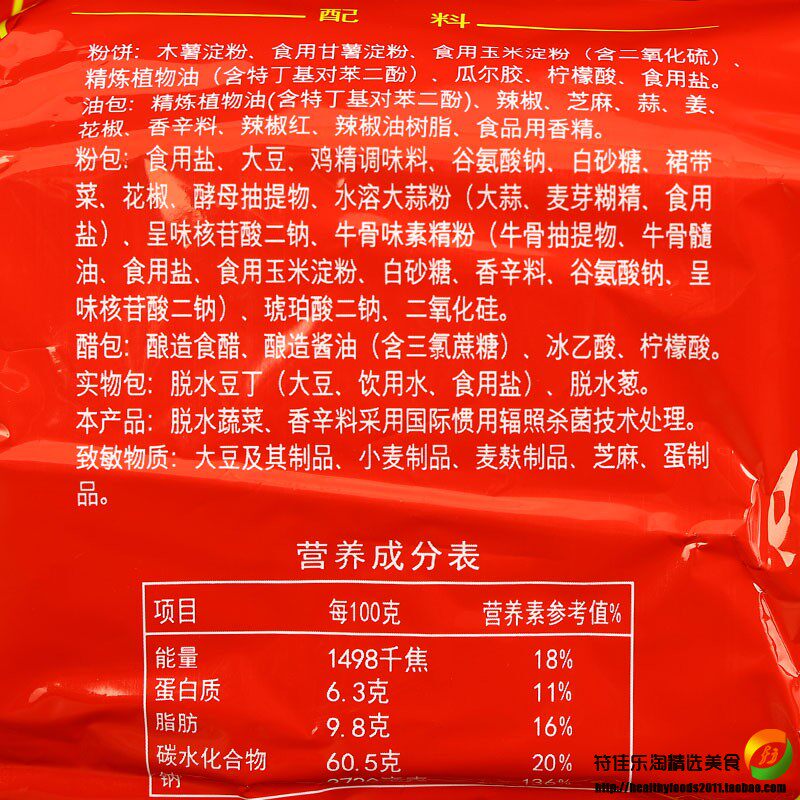 配 料
粉饼：木薯淀粉、食用甘薯淀粉、食用玉米淀粉（含二氧化硫）、
精炼植物油（含特丁基对苯二酚）、瓜尔胶、柠檬酸、食用盐。
油包：精炼植物油(含特丁基对苯二酚)、辣椒、芝麻、蒜、姜、
花椒、香辛料、辣椒红、辣椒油树脂、食品用香精。
粉包：食用盐、大豆、鸡精调味料、谷氨酸钠、白砂糖、裙带
菜、花椒、酵母抽提物、水溶大蒜粉（大蒜、麦芽糊精、食用
盐）、呈味核苷酸二钠、牛骨味素精粉（牛骨抽提物、牛骨髓
油、食用盐、食用玉米淀粉、白砂糖、香辛料、谷氨酸钠、呈
味核苷酸二钠）、琥珀酸二钠、二氧化硅。
醋包：酿造食醋、酿造酱油（含三氯蔗糖）、冰乙酸、柠檬酸。
实物包：脱水豆丁（大豆、饮用水、食用盐）、脱水葱。
本产品：脱水蔬菜、香辛料采用国际惯用辐照杀菌技术处理。
致敏物质：大豆及其制品、小麦制品、麦麸制品、芝麻、蛋制
品。
营养成分表
项目 每100克 营养素参考值%
能量 1498千焦 18%
蛋白质 6.3克 11%
脂肪 9.8克 16%
碳水化合物 60.5克 20%
钠 136%
符佳乐淘精选美食
http://healthyfoods2011.taobao.com